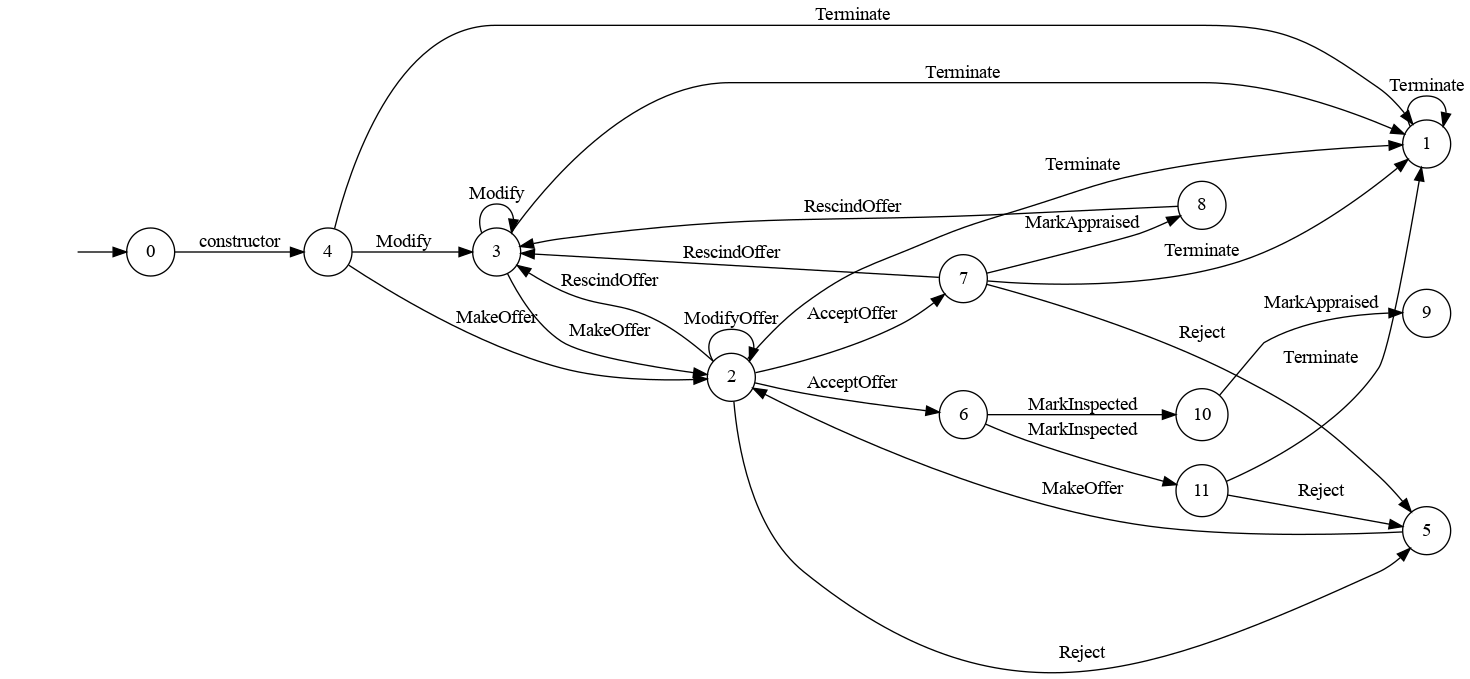 Terminate
Terminate
Terminate
1
Terminate
Modify
RescindOffer
8
MarkAppraised
constructor
Modify
0
4
3
RescindOffer
Terminate
RescindOffer
7
MakeOffer
MakeOffer
ModifyOffer
AcceptOffer
MarkAppraised
9
Reject
Terminate
2
AcceptOffer
6
MarkInspected
10
MarkInspected
MakeOffer
11
Reject
5
Reject